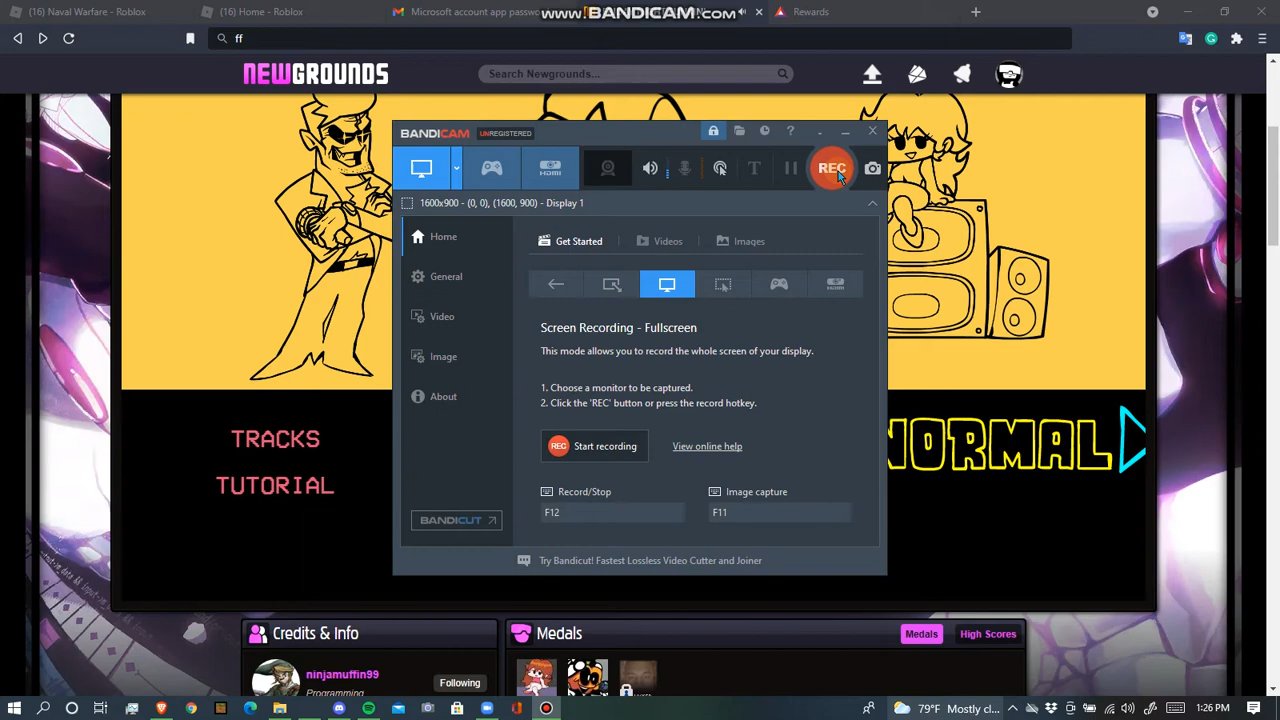 (16) Naval Warfare - Roblox
(16) Home - Roblox
Microsoft account app passwo
www.BANDICAM.com
Rewards
ff
NEWGROUNDS
Search Newgrounds...
BANDICAM UNREGISTERED
HDMI
T
REC
1600x900 - (0, 0), (1600, 900) - Display 1
Home
General
Video
Image
About
BANDICUT
Get Started
Videos
Images
HDMI
Screen Recording - Fullscreen
This mode allows you to record the whole screen of your display.
1. Choose a monitor to be captured.
2. Click the 'REC' button or press the record hotkey.
REC Start recording
View online help
Record/Stop
Image capture
F12
F11
Try Bandicut! Fastest Lossless Video Cutter and Joiner
TRACKS
TUTORIAL
NORMAL
Credits & Info
ninjamuffin99
Programming
Following
Medals
Medals
High Scores
79°F Mostly cl...
1:26 PM